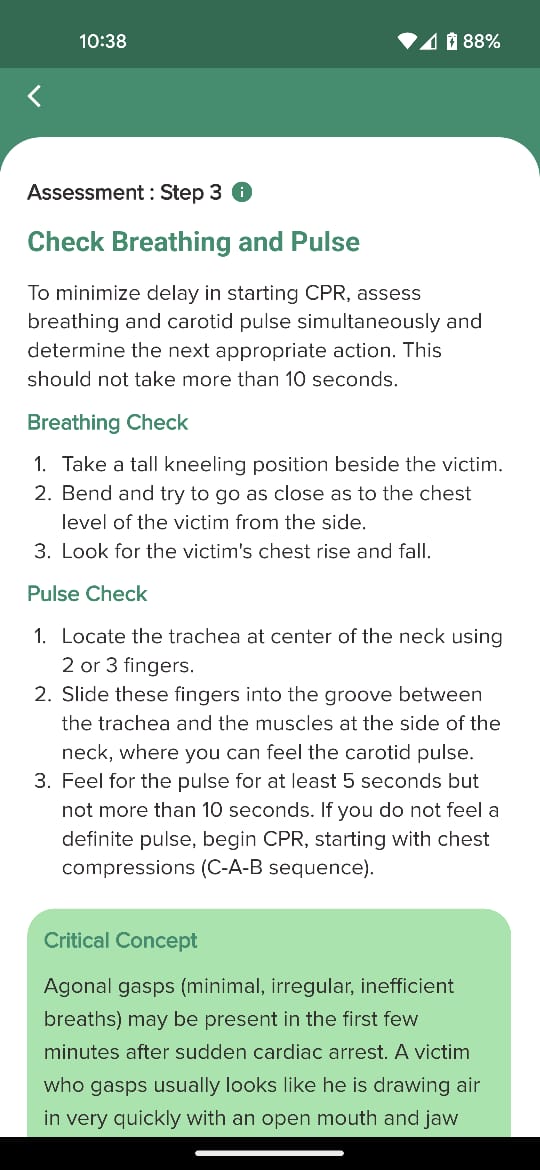 10:38
88%
Assessment : Step 3
Check Breathing and Pulse
To minimize delay in starting CPR, assess
breathing and carotid pulse simultaneously and
determine the next appropriate action. This
should not take more than 10 seconds.
Breathing Check
1. Take a tall kneeling position beside the victim.
2. Bend and try to go as close as to the chest
level of the victim from the side.
3. Look for the victim's chest rise and fall.
Pulse Check
1. Locate the trachea at center of the neck using
2 or 3 fingers.
2. Slide these fingers into the groove between
the trachea and the muscles at the side of the
neck, where you can feel the carotid pulse.
3. Feel for the pulse for at least 5 seconds but
not more than 10 seconds. If you do not feel a
definite pulse, begin CPR, starting with chest
compressions (C-A-B sequence).
Critical Concept
Agonal gasps (minimal, irregular, inefficient
breaths) may be present in the first few
minutes after sudden cardiac arrest. A victim
who gasps usually looks like he is drawing air
in very quickly with an open mouth and jaw